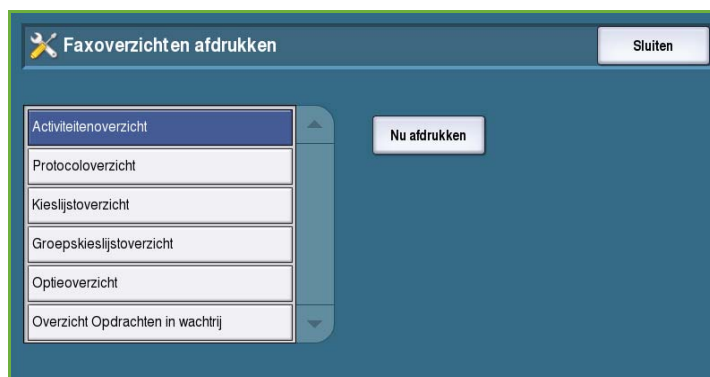 Faxoverzichten afdrukken
Sluiten
Activiteitenoverzicht
Nu afdrukken
Protocoloverzicht
Kieslijstoverzicht
Groepskieslijstoverzicht
Optieoverzicht
Overzicht Opdrachten in wachtrij